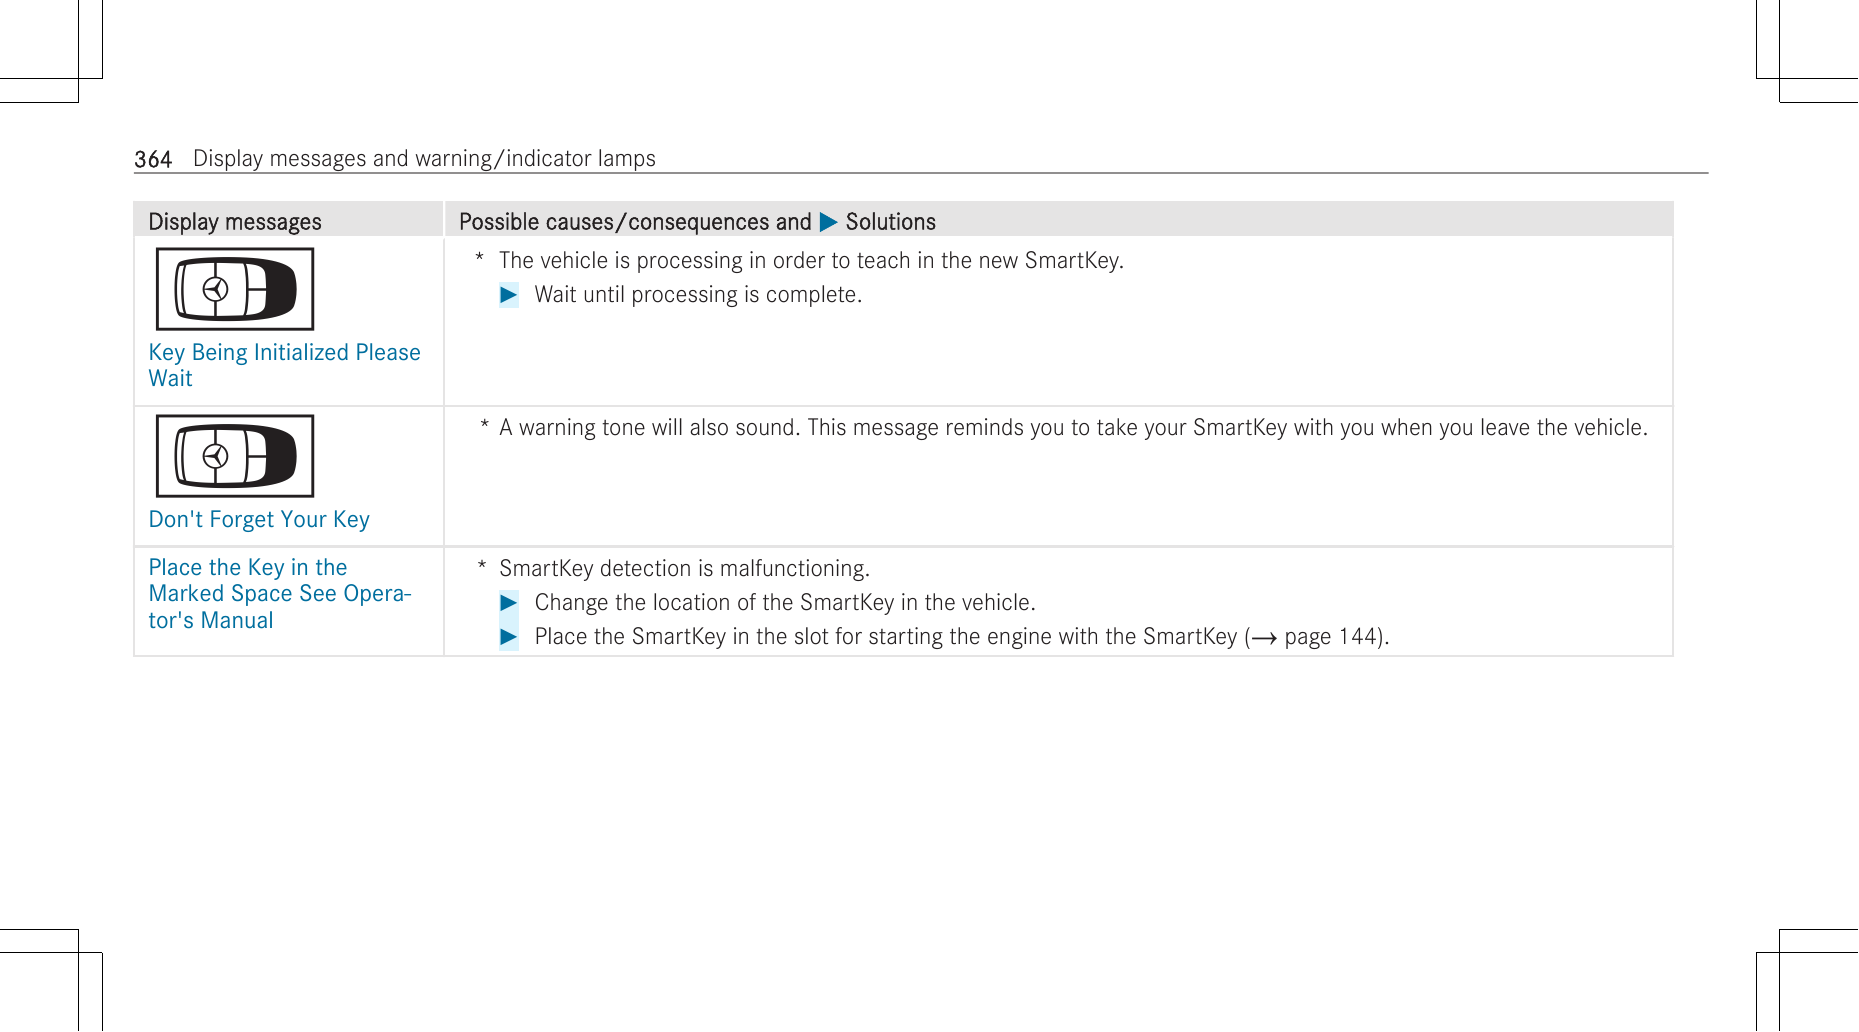 364 Display messages and warning/indicator lamps
Display messages
Possible causes/consequences and ▶ Solutions
Key Being Initialized Please
Wait
* The vehicle is processing in order to teach in the new SmartKey.
▶ Wait until processing is complete.
Don't Forget Your Key
* A warning tone will also sound. This message reminds you to take your SmartKey with you when you leave the vehicle.
Place the Key in the
Marked Space See Opera-
tor's Manual
* SmartKey detection is malfunctioning.
▶ Change the location of the SmartKey in the vehicle.
▶ Place the SmartKey in the slot for starting the engine with the SmartKey (→ page 144).